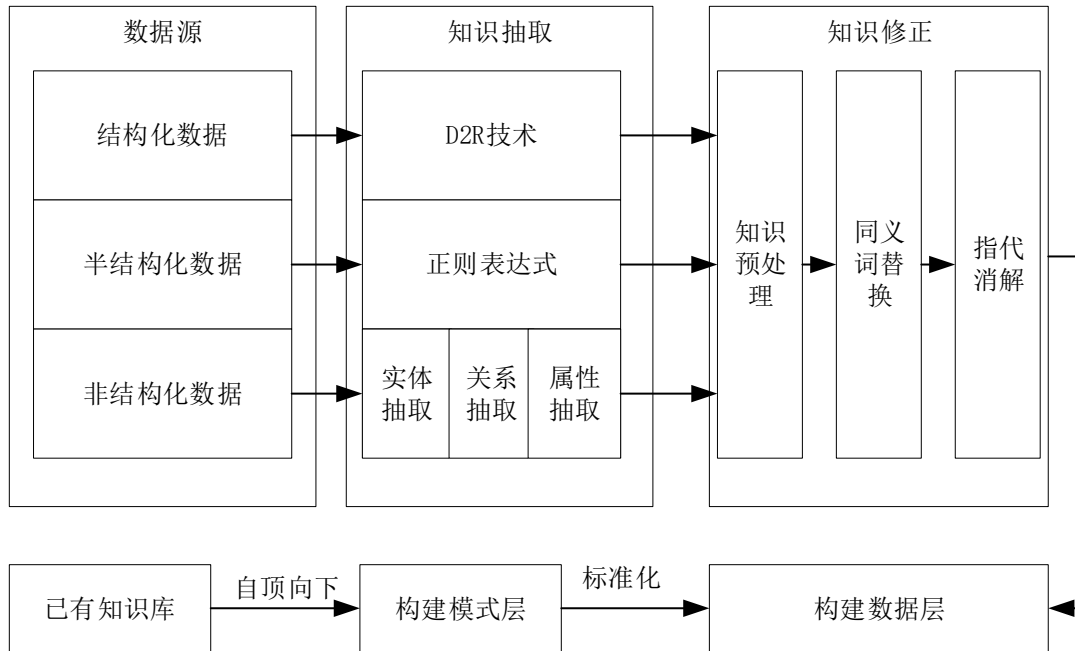 数据源
知识抽取
知识修正
结构化数据
D2R技术
半结构化数据
正则表达式
非结构化数据
实体
抽取
关系
抽取
属性
抽取
知识
预处
理
同义
词替
换
指代
消解
已有知识库
自顶向下
构建模式层
标准化
构建数据层